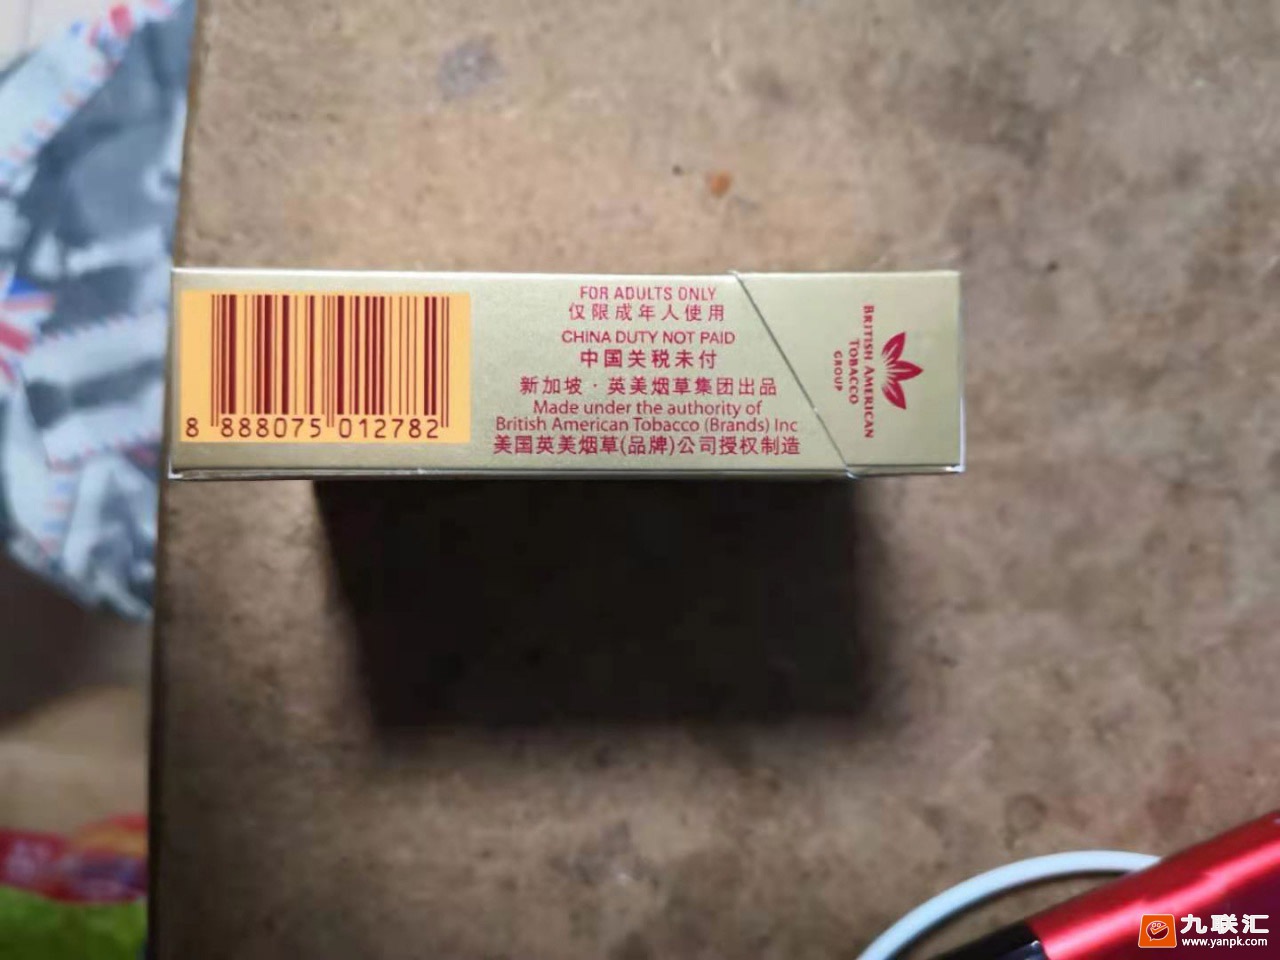 FOR ADULTS ONLY
仅限成年人使用
CHINA DUTY NOT PAID
中国关税未付
新加坡·英美烟草集团出品
Made under the authority of
British American Tobacco (Brands) Inc
美国英美烟草(品牌)公司授权制造
8 888075 012782
BRITISH AMERICAN
TOBACCO
GROUP
九联汇
www.yanpk.com